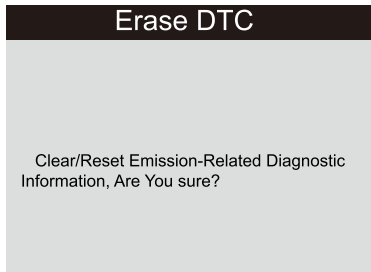 Erase DTC
Clear/Reset Emission-Related Diagnostic
Information, Are You sure?